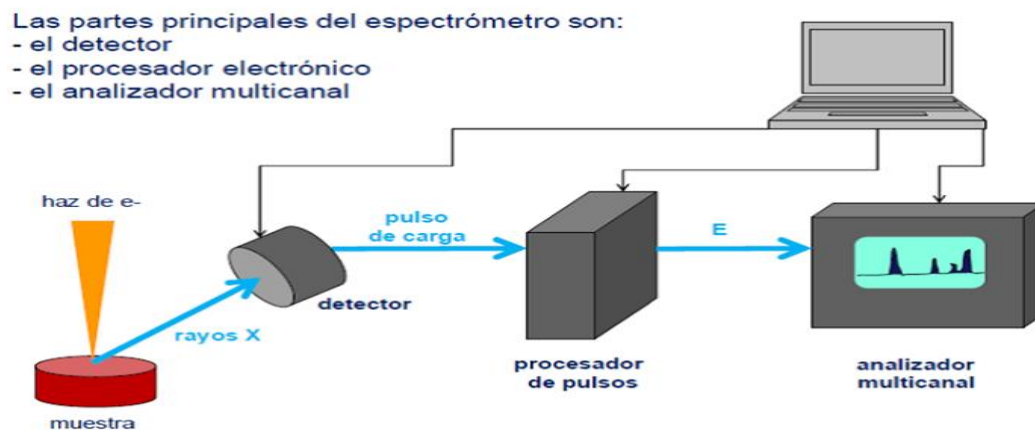 Las partes principales del espectrómetro son:
- el detector
- el procesador electrónico
- el analizador multicanal
haz de e-
pulso
de carga
E
detector
rayos X
procesador
de pulsos
analizador
multicanal
muestra